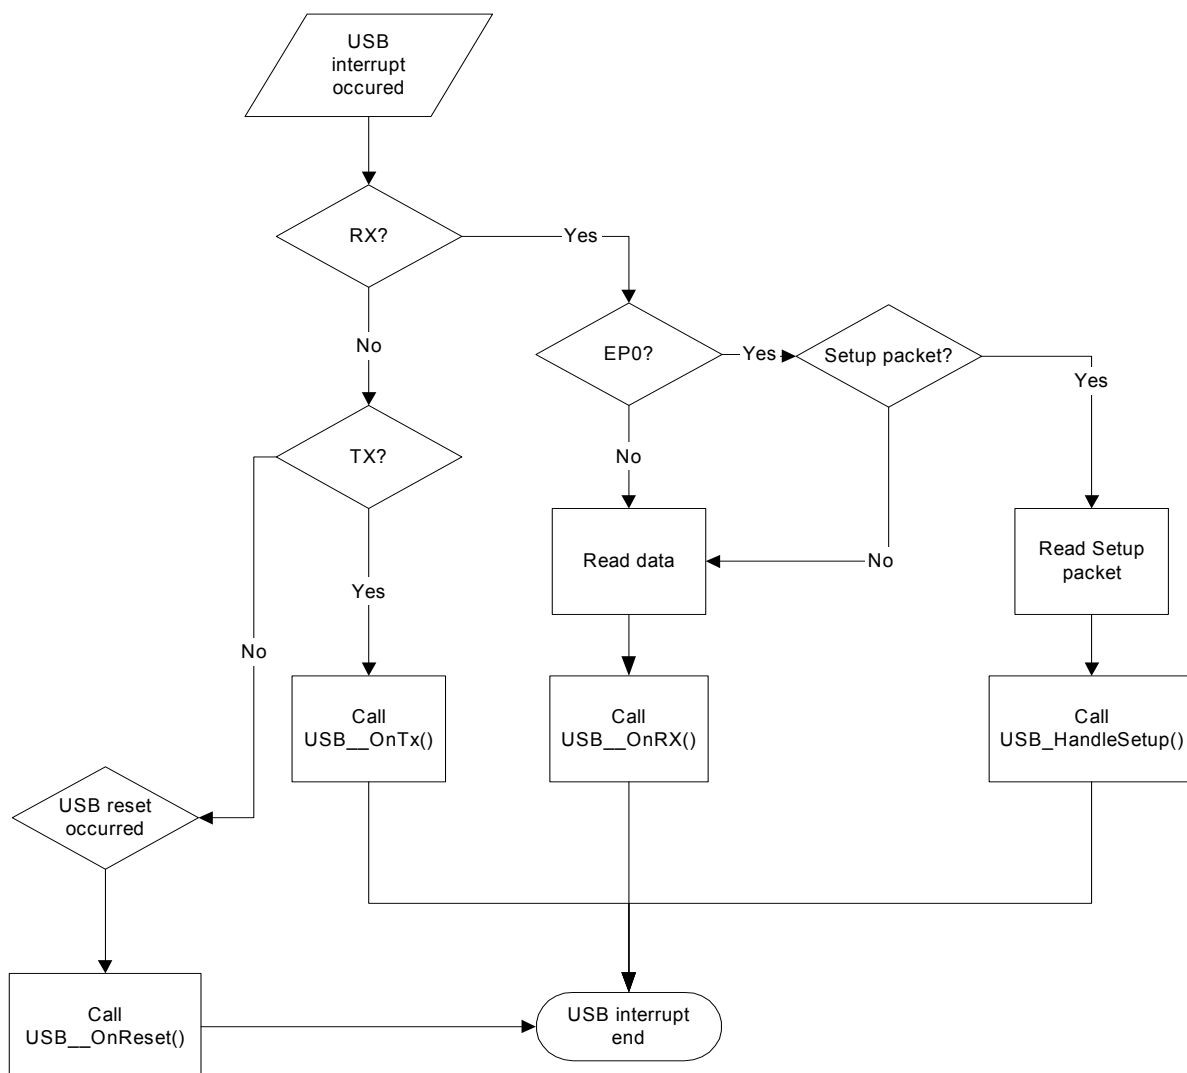 USB
interrupt
occured
RX?
Yes
No
EP0?
Yes
Setup packet?
Yes
TX?
No
No
Read data
No
Read Setup
packet
Yes
No
Call
USB__OnTx()
Call
USB__OnRX()
Call
USB_HandleSetup()
USB reset
occurred
Call
USB__OnReset()
USB interrupt
end